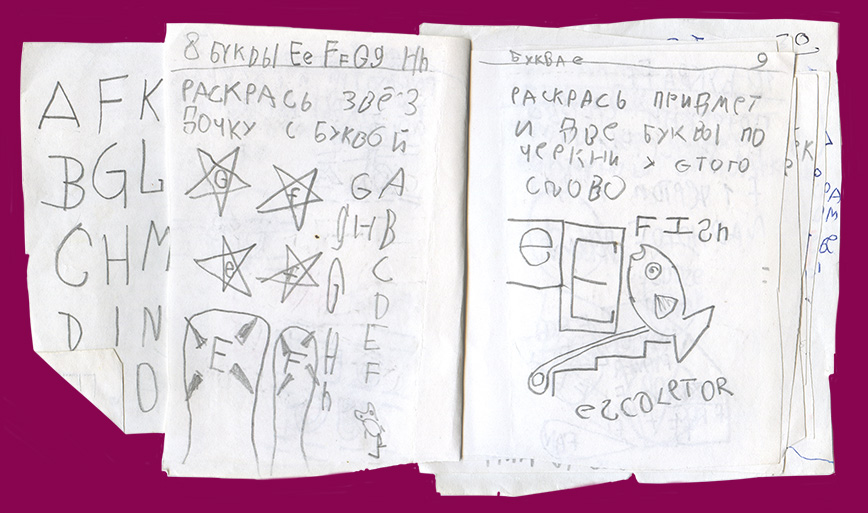 A F K
B G L
C H M
D I N
O
8 БУКВЫ Ee Ff Gg Hh
РАСКРАСЬ ЗВЁЗ
ДОЧКУ С БУКВОЙ
G f
e f
G A
g H B
G C
D
H E
h F
E F
БУКВА e 9
РАСКРАСЬ ПРИДМЕТ
И ДВЕ БУКВЫ ПО
ЧЕРКНИ У ЭТОГО
СЛОВО
FISh
e E
escoletor